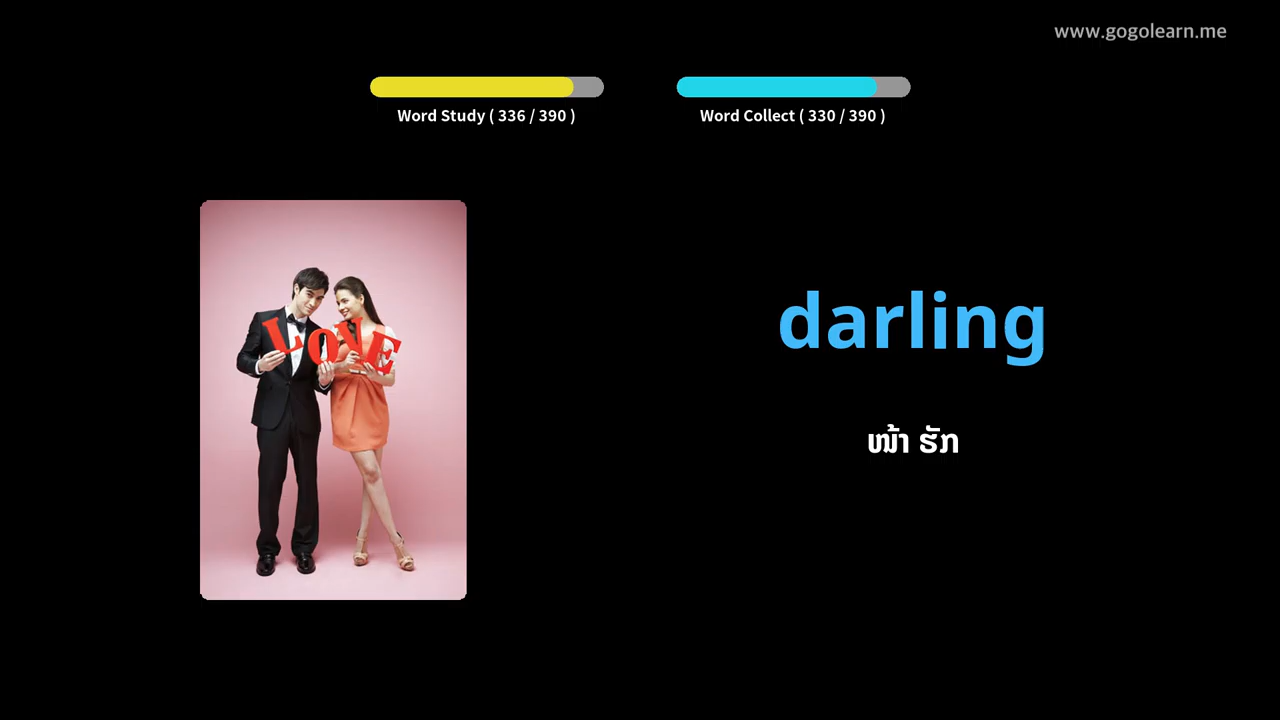 www.gogolearn.me
Word Study ( 336 / 390 )
Word Collect ( 330 / 390 )
LOVE
darling
ໜ້າ ຮັກ